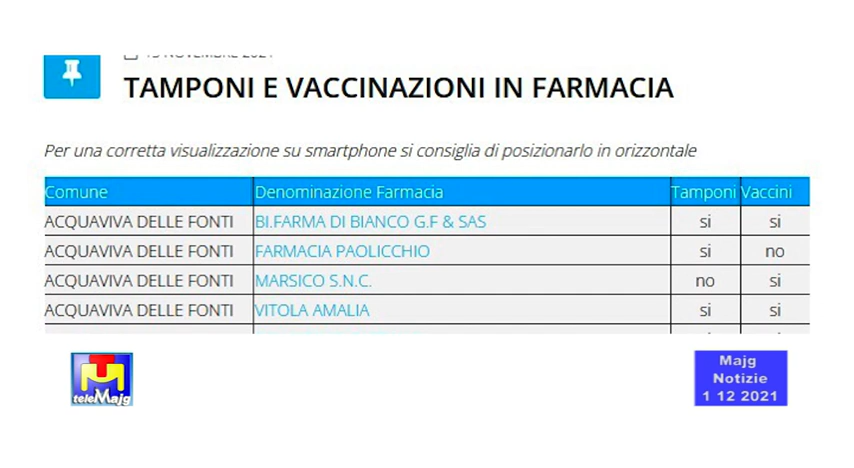 TAMPONI E VACCINAZIONI IN FARMACIA
Per una corretta visualizzazione su smartphone si consiglia di posizionarlo in orizzontale
Comune Denominazione Farmacia Tamponi Vaccini
ACQUAVIVA DELLE FONTI BI.FARMA DI BIANCO G.F & SAS si si
ACQUAVIVA DELLE FONTI FARMACIA PAOLICCHIO si no
ACQUAVIVA DELLE FONTI MARSICO S.N.C. no si
ACQUAVIVA DELLE FONTI VITOLA AMALIA si si
teleMajg
Majg
Notizie
1 12 2021